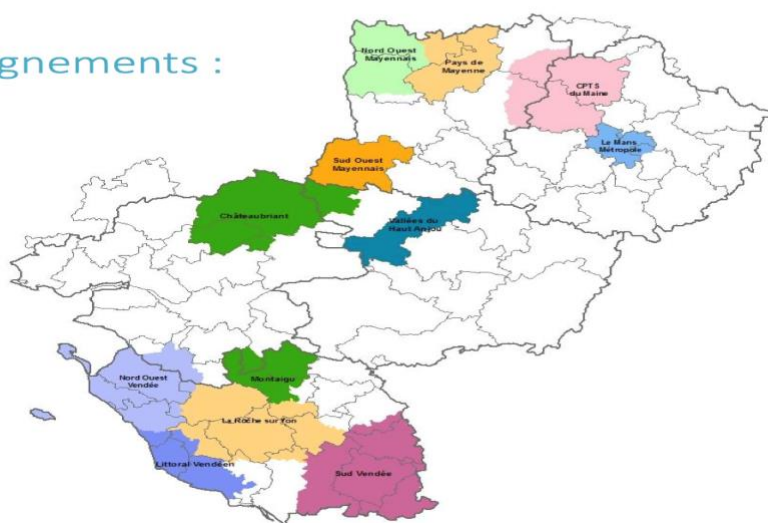 gnements :
Nord Ouest
Mayennais
Pays de
Mayenne
CPTS
du Maine
Le Mans
Métropole
Sud Ouest
Mayennais
Châteaubriant
Vallées du
Haut Anjou
Nord Ouest
Vendée
Montaigu
La Roche sur Yon
Littoral Vendéen
Sud Vendée